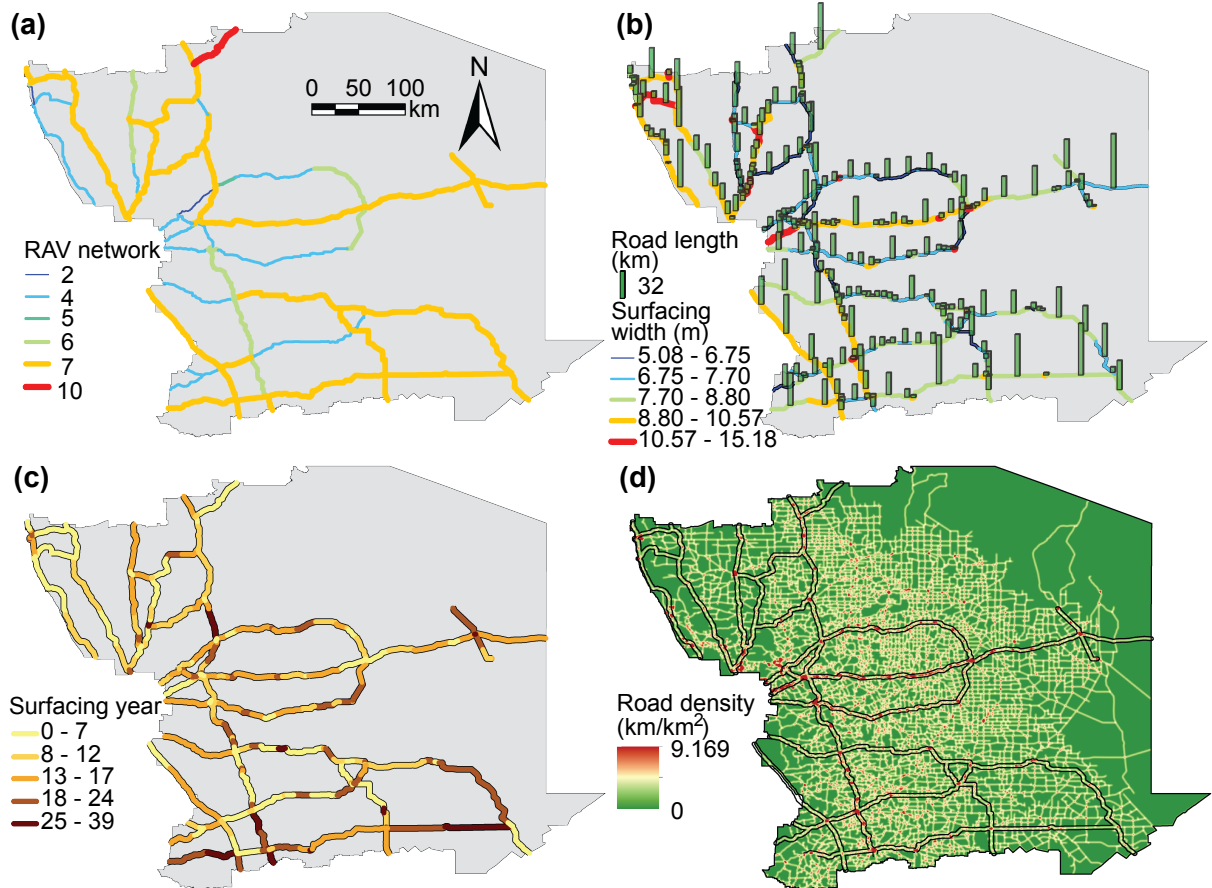 (a)
N
0 50 100
km
RAV network
2
4
5
6
7
10
(b)
Road length
(km)
32
Surfacing
width (m)
5.08 - 6.75
6.75 - 7.70
7.70 - 8.80
8.80 - 10.57
10.57 - 15.18
(c)
Surfacing year
0 - 7
8 - 12
13 - 17
18 - 24
25 - 39
(d)
Road density
(km/km²)
9.169
0